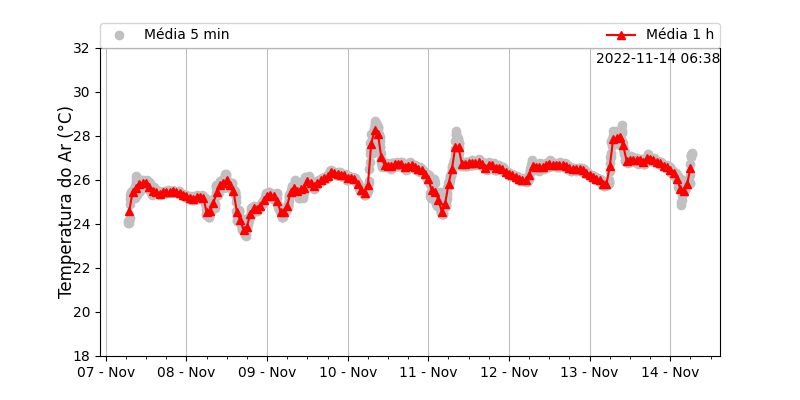 Média 5 min
Média 1 h
2022-11-14 06:38
Temperatura do Ar (°C)
32
30
28
26
24
22
20
18
07 - Nov
08 - Nov
09 - Nov
10 - Nov
11 - Nov
12 - Nov
13 - Nov
14 - Nov